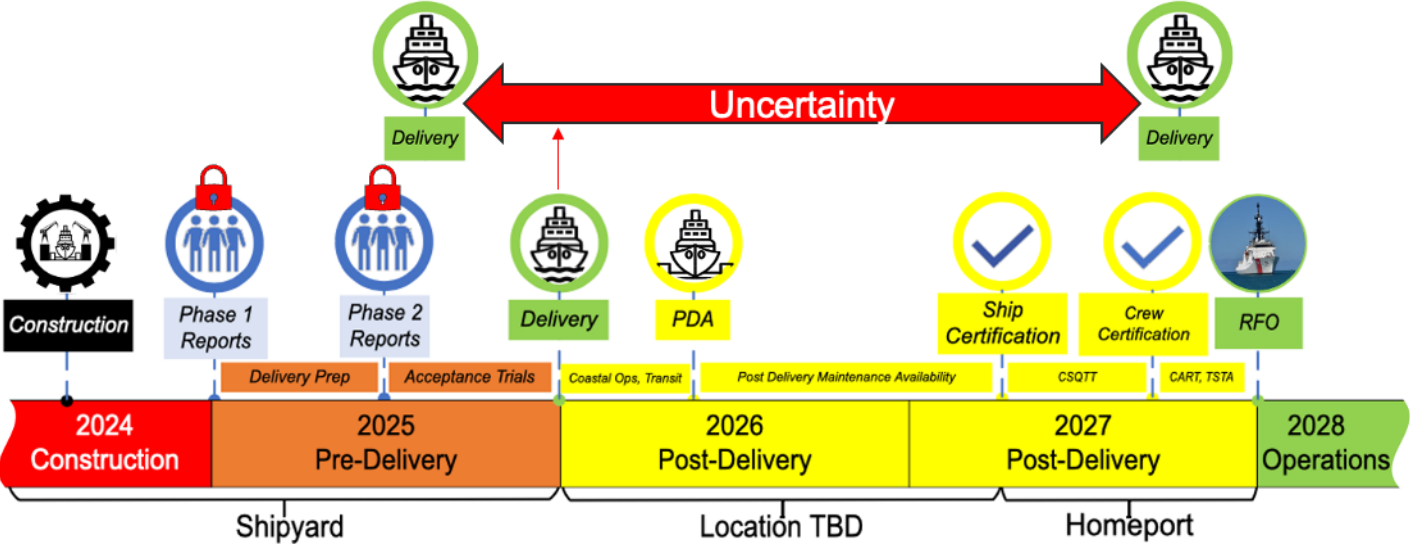 Uncertainty
Delivery
Delivery
Construction
Phase 1
Reports
Phase 2
Reports
Delivery
PDA
Ship
Certification
Crew
Certification
RFO
Delivery Prep
Acceptance Trials
Coastal Ops, Transit
Post Delivery Maintenance Availability
CSQTT
CART, TSTA
2024
Construction
2025
Pre-Delivery
2026
Post-Delivery
2027
Post-Delivery
2028
Operations
Shipyard
Location TBD
Homeport